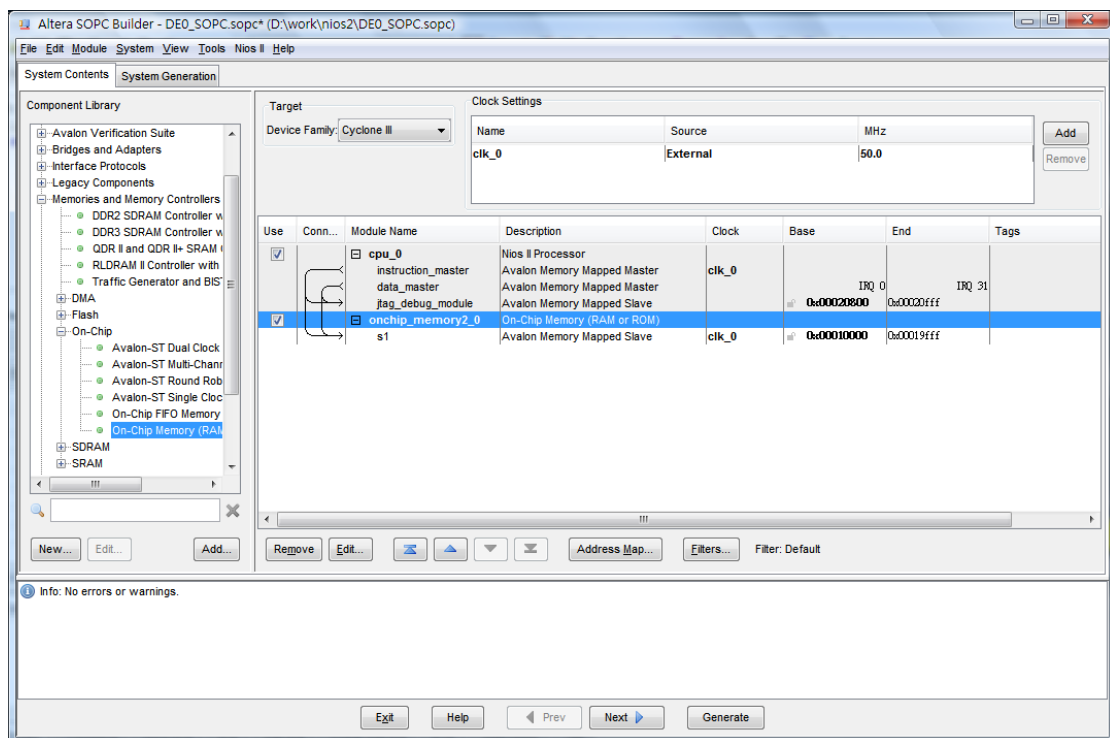 Altera SOPC Builder - DE0_SOPC.sopc* (D:\work\nios2\DE0_SOPC.sopc)
File Edit Module System View Tools Nios II Help
System Contents System Generation
Component Library
Avalon Verification Suite
Bridges and Adapters
Interface Protocols
Legacy Components
Memories and Memory Controllers
DDR2 SDRAM Controller w
DDR3 SDRAM Controller w
QDR II and QDR II+ SRAM
RLDRAM II Controller with
Traffic Generator and BIS
DMA
Flash
On-Chip
Avalon-ST Dual Clock
Avalon-ST Multi-Chann
Avalon-ST Round Rob
Avalon-ST Single Cloc
On-Chip FIFO Memory
On-Chip Memory (RAM
SDRAM
SRAM
New... Edit... Add...
Target
Device Family: Cyclone III
Clock Settings
Name Source MHz
clk_0 External 50.0
Add
Remove
Use Conn... Module Name Description Clock Base End Tags
cpu_0 Nios II Processor
instruction_master Avalon Memory Mapped Master clk_0
data_master Avalon Memory Mapped Master IRQ 0 IRQ 31
jtag_debug_module Avalon Memory Mapped Slave 0x00020800 0x00020fff
onchip_memory2_0 On-Chip Memory (RAM or ROM)
s1 Avalon Memory Mapped Slave clk_0 0x00010000 0x00019fff
Remove Edit... Address Map... Filters... Filter: Default
Info: No errors or warnings.
Exit Help Prev Next Generate